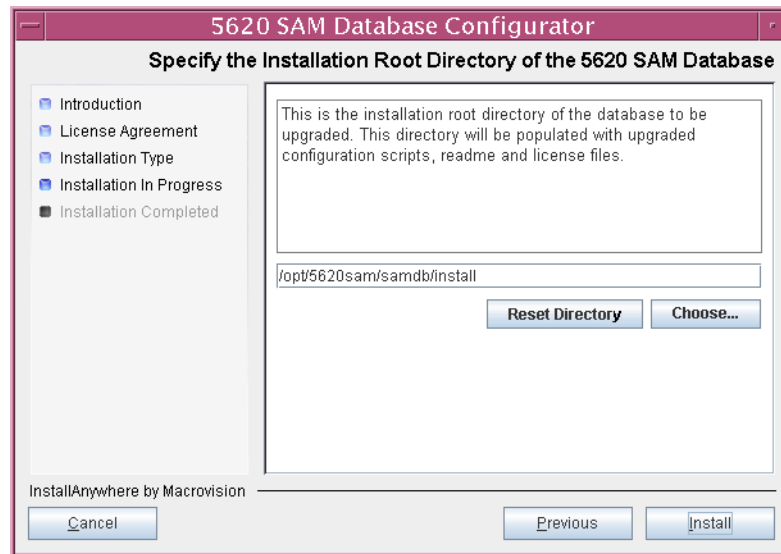 5620 SAM Database Configurator
Specify the Installation Root Directory of the 5620 SAM Database
Introduction
License Agreement
Installation Type
Installation In Progress
Installation Completed
This is the installation root directory of the database to be
upgraded. This directory will be populated with upgraded
configuration scripts, readme and license files.
/opt/5620sam/samdb/install
Reset Directory
Choose...
InstallAnywhere by Macrovision
Cancel
Previous
Install